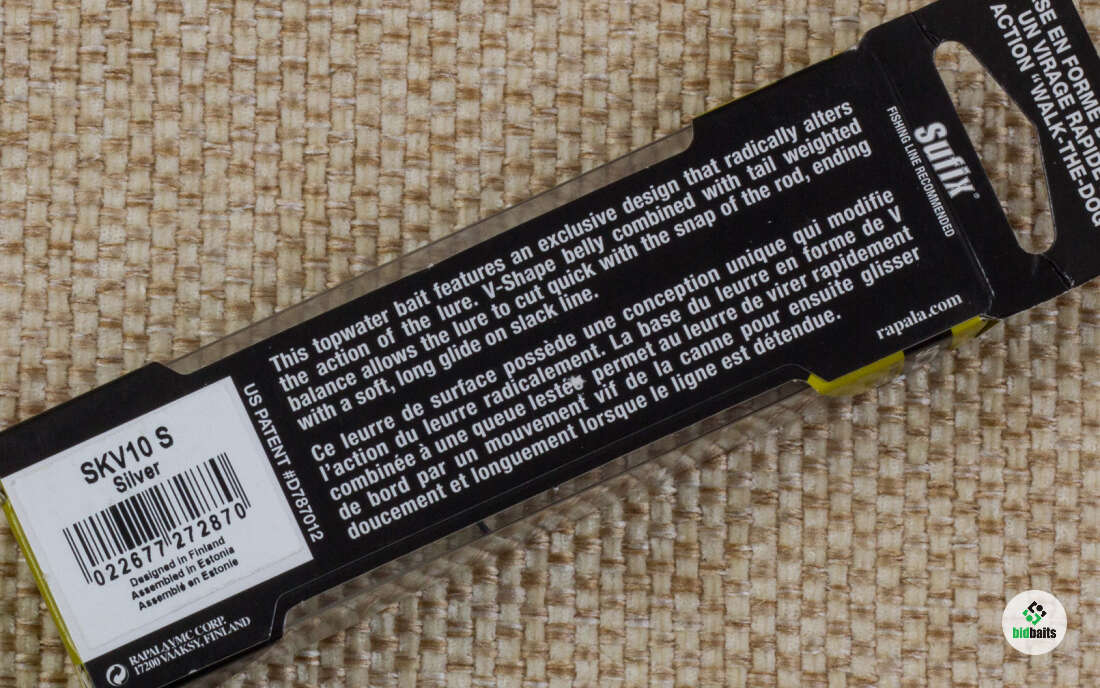 SE EN FORME
UN VIRAGE RAPIDE
ACTION “WALK-THE-DOG
Sufix®
FISHING LINE RECOMMENDED
rapala.com
This topwater bait features an exclusive design that radically alters
the action of the lure. V-Shape belly combined with tail weighted
balance allows the lure to cut quick with the snap of the rod, ending
with a soft, long glide on slack line.
Ce leurre de surface possède une conception unique qui modifie
l’action du leurre radicalement. La base du leurre en forme de V
combinée à une queue lestée permet au leurre de virer rapidement
de bord par un mouvement vif de la canne pour ensuite glisser
doucement et longuement lorsque le ligne est détendue.
US PATENT #D787012
SKV10 S
Silver
022677272870
Designed in Finland
Assembled in Estonia
Assemblé en Estonie
® RAPALA VMC CORP.
17200 VÄÄKSY, FINLAND
bidbaits